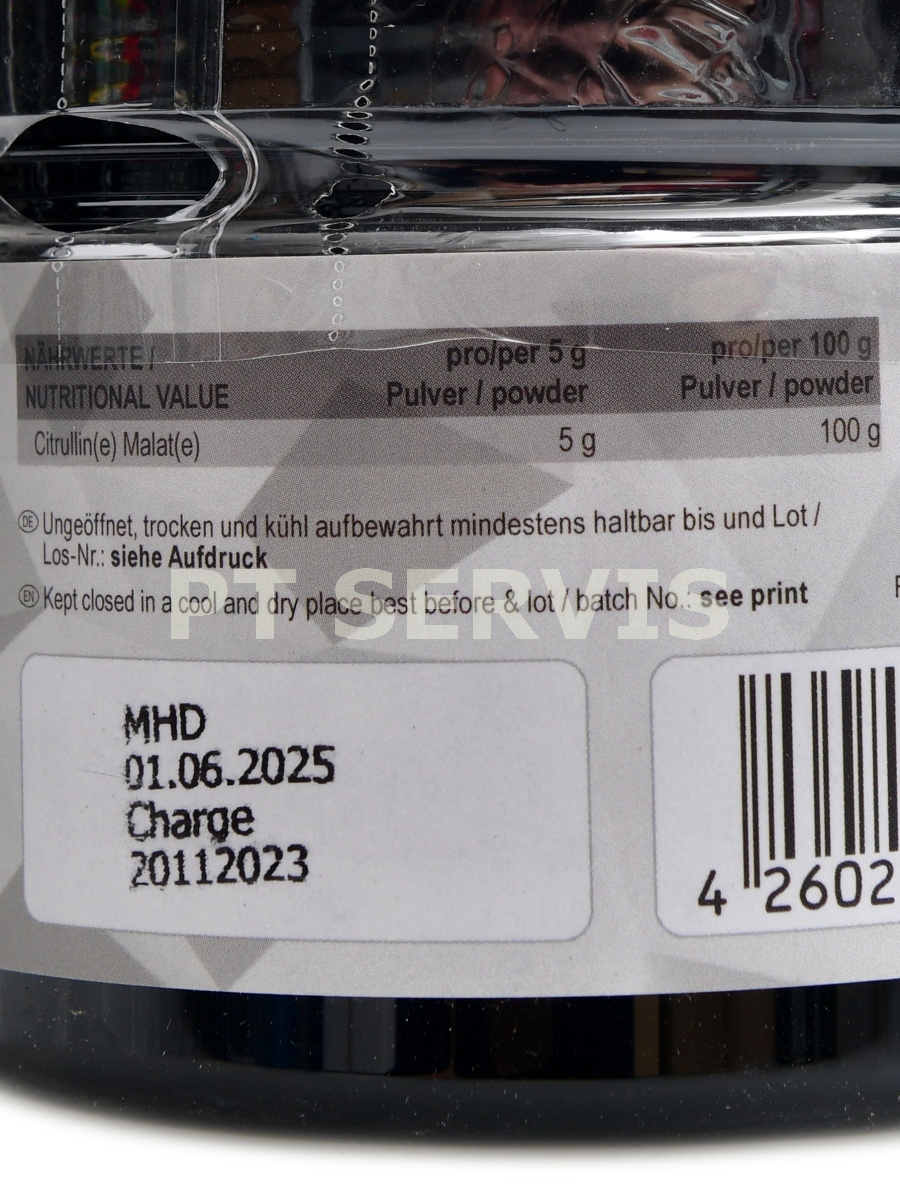 NÄHRWERTE /
NUTRITIONAL VALUE
pro/per 5 g
Pulver / powder
pro/per 100 g
Pulver / powder
Citrullin(e) Malat(e) 5 g 100 g
DE Ungeöffnet, trocken und kühl aufbewahrt mindestens haltbar bis und Lot /
Los-Nr.: siehe Aufdruck
EN Kept closed in a cool and dry place best before & lot / batch No.: see print
PT SERVIS
MHD
01.06.2025
Charge
20112023
4 2602